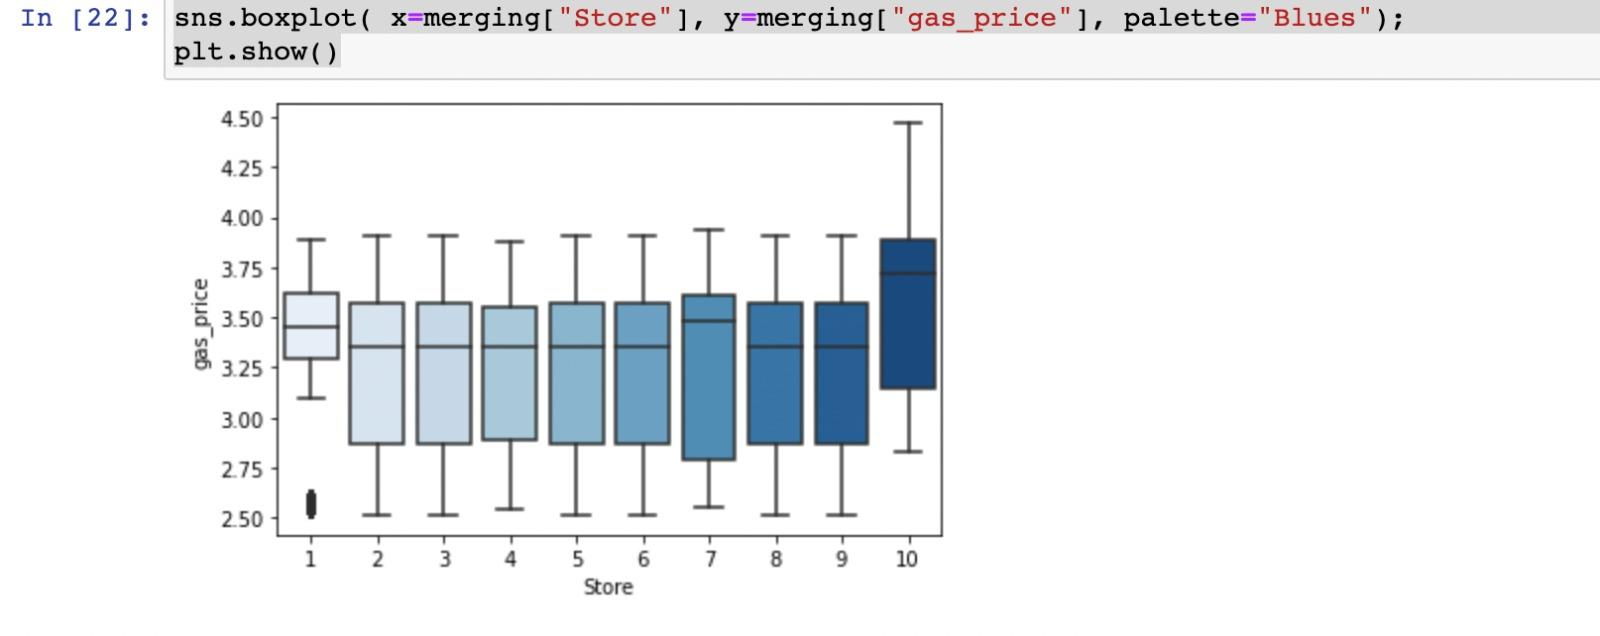 In [22]: sns.boxplot( x=merging["Store"], y=merging["gas_price"], palette="Blues");
plt.show()
4.50
4.25
4.00
3.75
3.50
3.25
3.00
2.75
2.50
gas_price
1 2 3 4 5 6 7 8 9 10
Store